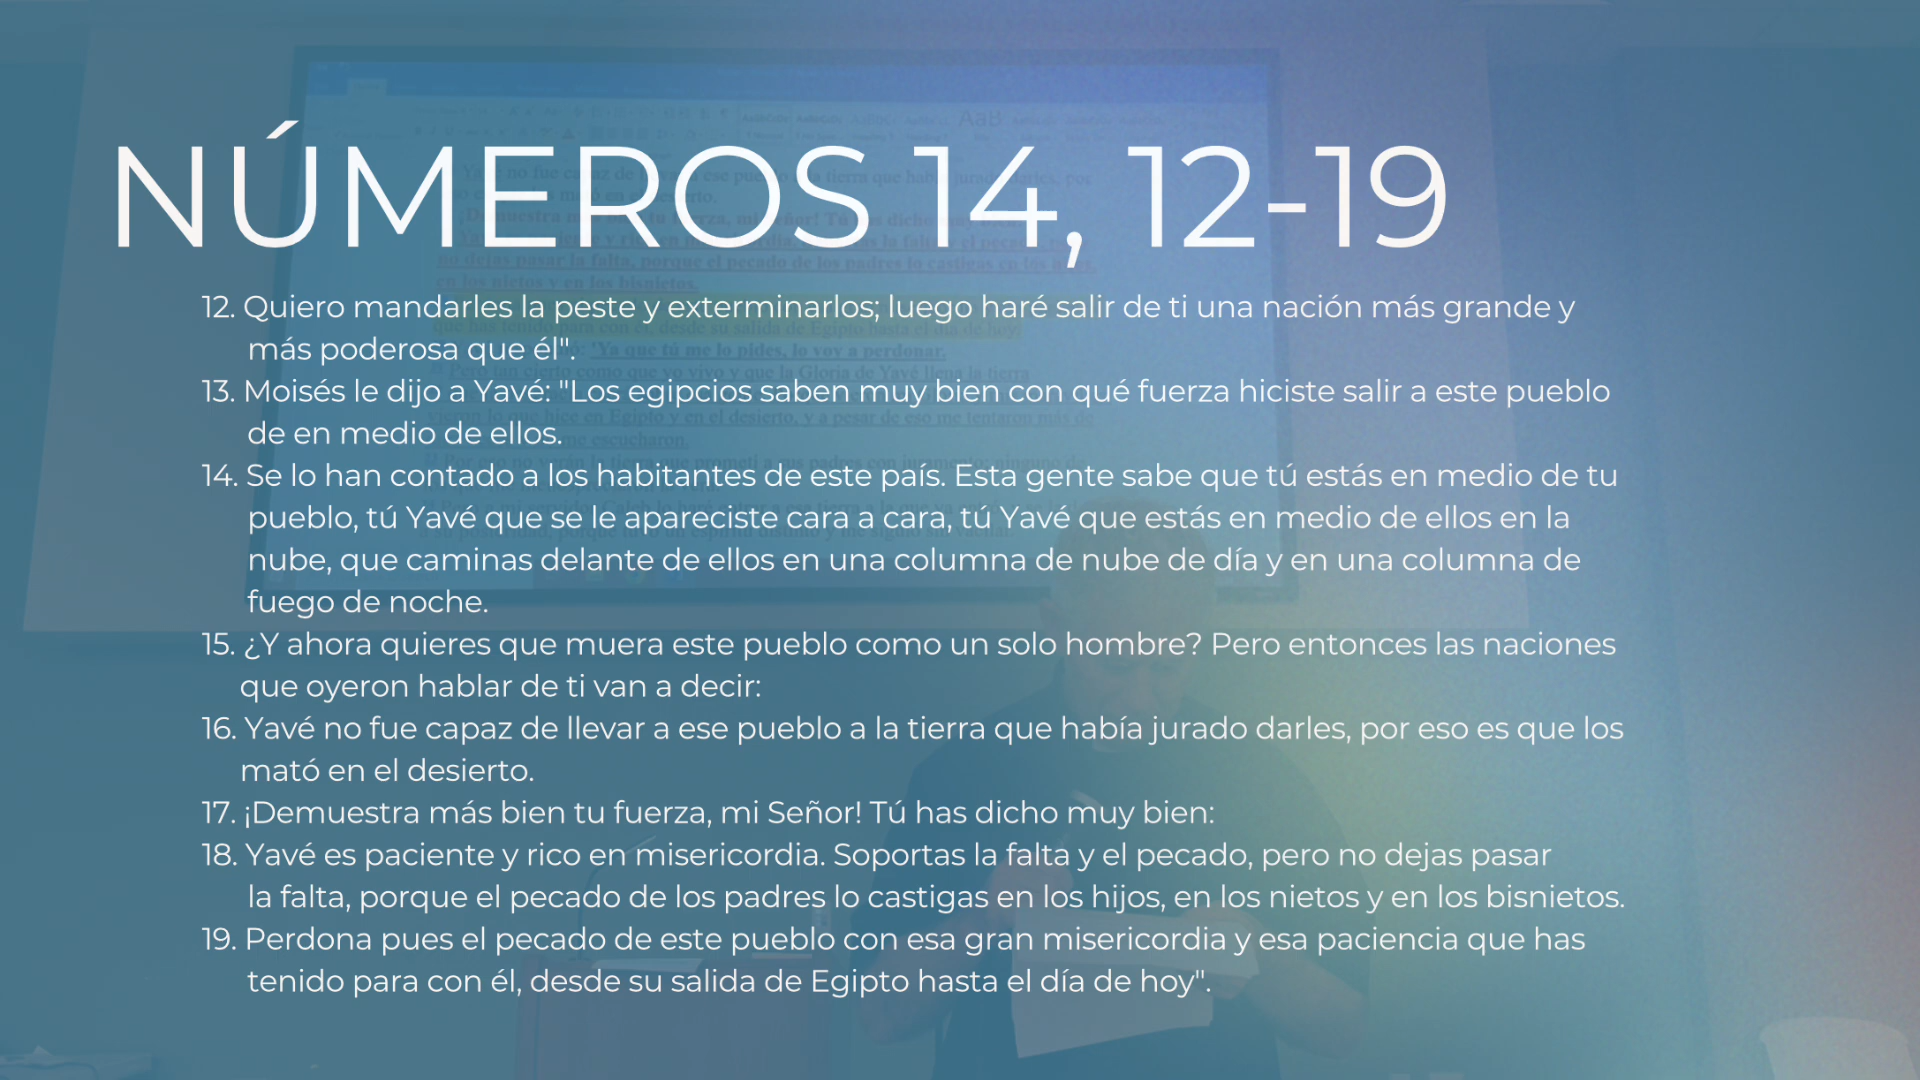 NÚMEROS 14, 12-19
12. Quiero mandarles la peste y exterminarlos; luego haré salir de ti una nación más grande y
más poderosa que él".
13. Moisés le dijo a Yavé: "Los egipcios saben muy bien con qué fuerza hiciste salir a este pueblo
de en medio de ellos.
14. Se lo han contado a los habitantes de este país. Esta gente sabe que tú estás en medio de tu
pueblo, tú Yavé que se le apareciste cara a cara, tú Yavé que estás en medio de ellos en la
nube, que caminas delante de ellos en una columna de nube de día y en una columna de
fuego de noche.
15. ¿Y ahora quieres que muera este pueblo como un solo hombre? Pero entonces las naciones
que oyeron hablar de ti van a decir:
16. Yavé no fue capaz de llevar a ese pueblo a la tierra que había jurado darles, por eso es que los
mató en el desierto.
17. ¡Demuestra más bien tu fuerza, mi Señor! Tú has dicho muy bien:
18. Yavé es paciente y rico en misericordia. Soportas la falta y el pecado, pero no dejas pasar
la falta, porque el pecado de los padres lo castigas en los hijos, en los nietos y en los bisnietos.
19. Perdona pues el pecado de este pueblo con esa gran misericordia y esa paciencia que has
tenido para con él, desde su salida de Egipto hasta el día de hoy".